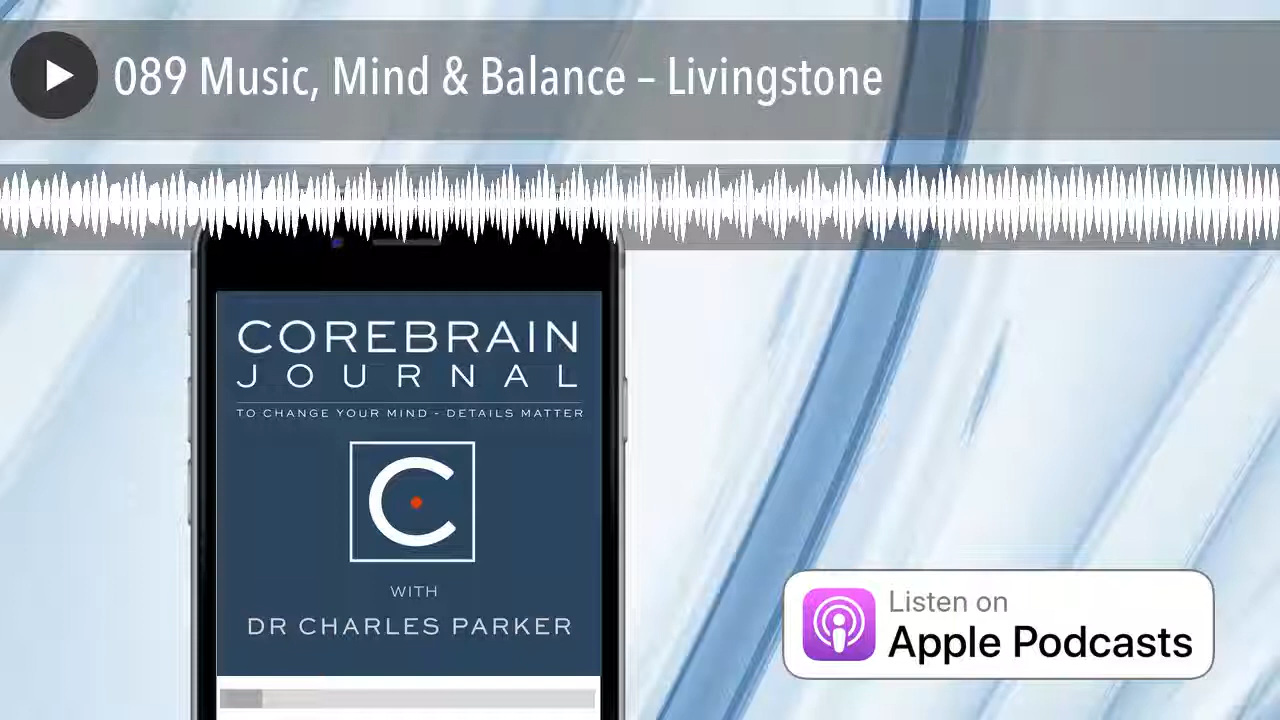 089 Music, Mind & Balance – Livingstone
COREBRAIN
JOURNAL
TO CHANGE YOUR MIND - DETAILS MATTER
C
WITH
DR CHARLES PARKER
Listen on
Apple Podcasts